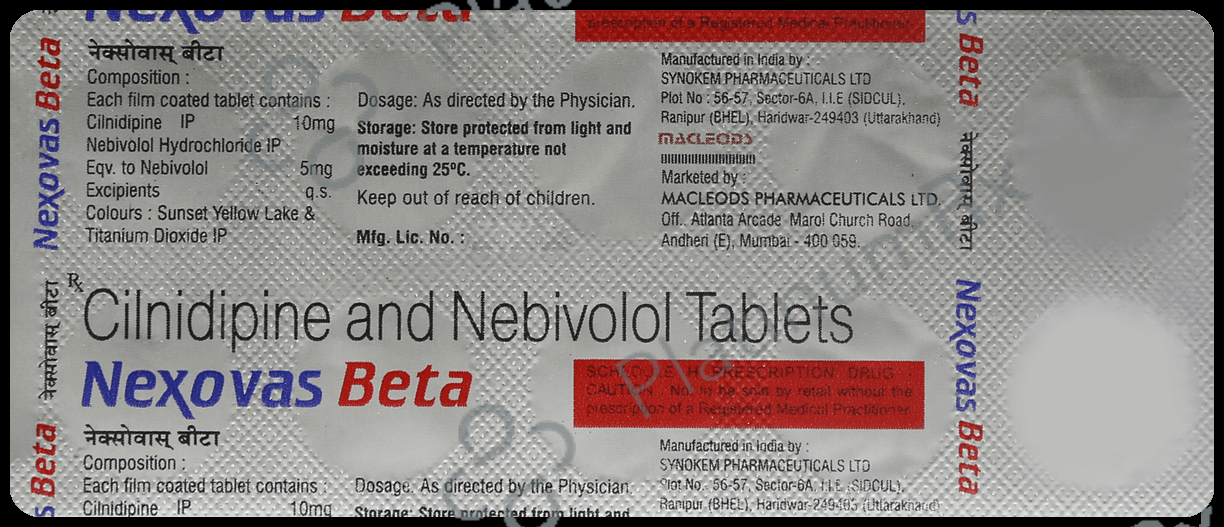 Nexovas Beta
prescription of a Registered Medical Practitioner
नेक्सोवास् बीटा
Composition :
Each film coated tablet contains :
Cilnidipine IP 10mg
Nebivolol Hydrochloride IP
Eqv. to Nebivolol 5mg
Excipients q.s.
Colours : Sunset Yellow Lake &
Titanium Dioxide IP
Dosage: As directed by the Physician.
Storage: Store protected from light and
moisture at a temperature not
exceeding 25°C.
Keep out of reach of children.
Mfg. Lic. No. :
Manufactured in India by :
SYNOKEM PHARMACEUTICALS LTD
Plot No : 56-57, Sector-6A, I.I.E (SIDCUL),
Ranipur (BHEL), Haridwar-249403 (Uttarakhand)
MACLEODS
Marketed by :
MACLEODS PHARMACEUTICALS LTD.
Off. Atlanta Arcade Marol Church Road,
Andheri (E), Mumbai - 400 059.
Rx
Cilnidipine and Nebivolol Tablets
Nexovas Beta
SCHEDULE H PRESCRIPTION DRUG
CAUTION : Not to be sold by retail without the
prescription of a Registered Medical Practitioner
नेक्सोवास् बीटा
Composition :
Each film coated tablet contains :
Cilnidipine IP 10mg
Dosage. As directed by the Physician.
Storage: Store protected from light and
Manufactured in India by :
SYNOKEM PHARMACEUTICALS LTD
Plot No. 56-57, Sector-6A, I.I.E (SIDCUL),
Ranipur (BHEL), Haridwar-249403 (Uttarakhand)
Nexovas Beta
नेक्सोवास् बीटा
Beta
s Beta
नेक्सोवास् बीटा
Nexovas Beta